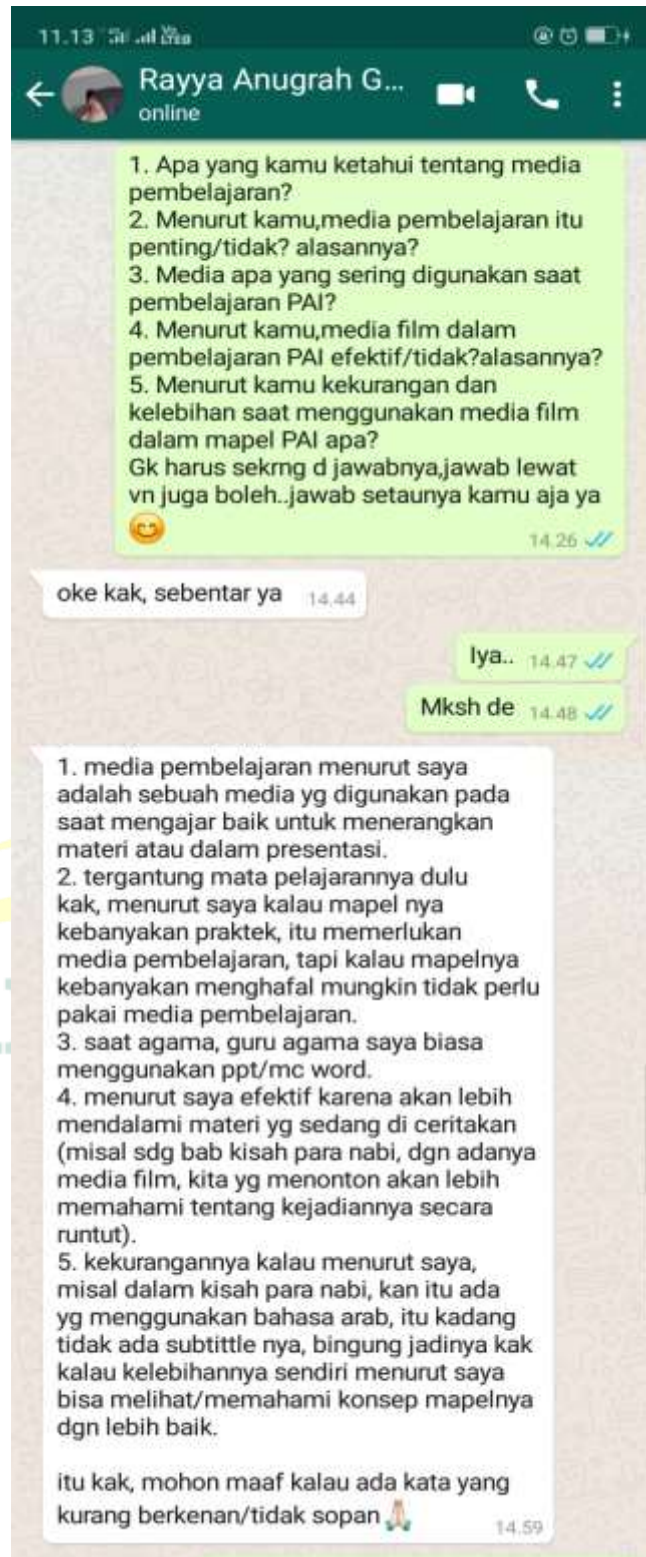 11.13
Rayya Anugrah G...
online
1. Apa yang kamu ketahui tentang media
pembelajaran?
2. Menurut kamu,media pembelajaran itu
penting/tidak? alasannya?
3. Media apa yang sering digunakan saat
pembelajaran PAI?
4. Menurut kamu,media film dalam
pembelajaran PAI efektif/tidak?alasannya?
5. Menurut kamu kekurangan dan
kelebihan saat menggunakan media film
dalam mapel PAI apa?
Gk harus sekrng d jawabnya,jawab lewat
vn juga boleh..jawab setaunya kamu aja ya
😊
14.26
oke kak, sebentar ya 14.44
Iya.. 14.47
Mksh de 14.48
1. media pembelajaran menurut saya
adalah sebuah media yg digunakan pada
saat mengajar baik untuk menerangkan
materi atau dalam presentasi.
2. tergantung mata pelajarannya dulu
kak, menurut saya kalau mapel nya
kebanyakan praktek, itu memerlukan
media pembelajaran, tapi kalau mapelnya
kebanyakan menghafal mungkin tidak perlu
pakai media pembelajaran.
3. saat agama, guru agama saya biasa
menggunakan ppt/mc word.
4. menurut saya efektif karena akan lebih
mendalami materi yg sedang di ceritakan
(misal sdg bab kisah para nabi, dgn adanya
media film, kita yg menonton akan lebih
memahami tentang kejadiannya secara
runtut).
5. kekurangannya kalau menurut saya,
misal dalam kisah para nabi, kan itu ada
yg menggunakan bahasa arab, itu kadang
tidak ada subtittle nya, bingung jadinya kak
kalau kelebihannya sendiri menurut saya
bisa melihat/memahami konsep mapelnya
dgn lebih baik.
itu kak, mohon maaf kalau ada kata yang
kurang berkenan/tidak sopan 🙏🏻
14.59